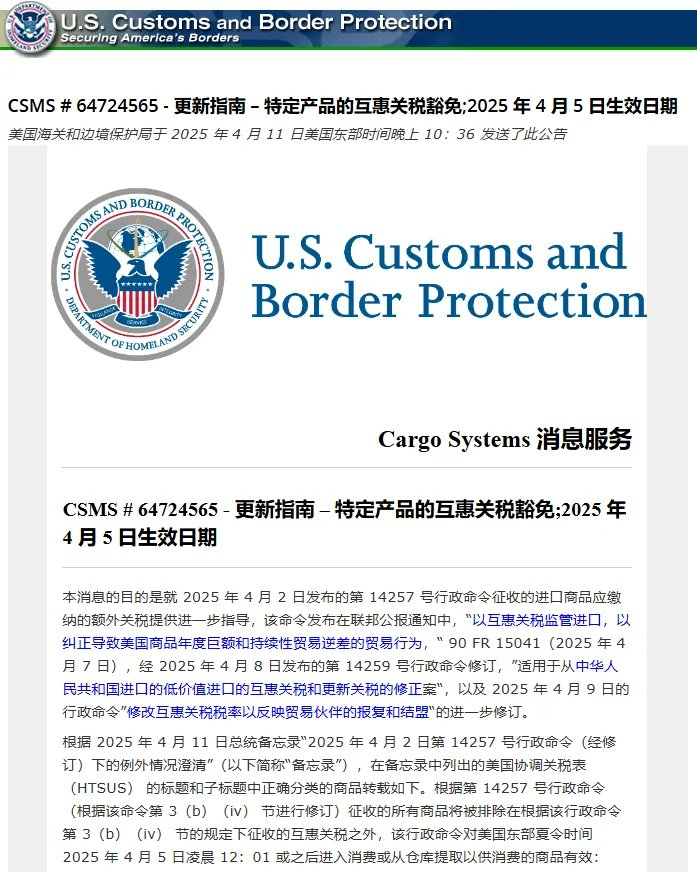 U.S. Customs and Border Protection
Securing America's Borders
CSMS # 64724565 - 更新指南 – 特定产品的互惠关税豁免;2025 年 4 月 5 日生效日期
美国海关和边境保护局于 2025 年 4 月 11 日美国东部时间晚上 10：36 发送了此公告
U.S. CUSTOMS AND BORDER PROTECTION
DEPARTMENT OF HOMELAND SECURITY
VIGILANCE
SERVICE
INTEGRITY
U.S. Customs and
Border Protection
Cargo Systems 消息服务
CSMS # 64724565 - 更新指南 – 特定产品的互惠关税豁免;2025 年
4 月 5 日生效日期
本消息的目的是就 2025 年 4 月 2 日发布的第 14257 号行政命令征收的进口商品应缴
纳的额外关税提供进一步指导，该命令发布在联邦公报通知中，“以互惠关税监管进口，以
纠正导致美国商品年度巨额和持续性贸易逆差的贸易行为，“ 90 FR 15041（2025 年 4
月 7 日），经 2025 年 4 月 8 日发布的第 14259 号行政命令修订，”适用于从中华人
民共和国进口的低价值进口的互惠关税和更新关税的修正案“，以及 2025 年 4 月 9 日的
行政命令”修改互惠关税税率以反映贸易伙伴的报复和结盟“的进一步修订。
根据 2025 年 4 月 11 日总统备忘录“2025 年 4 月 2 日第 14257 号行政命令（经修
订）下的例外情况澄清”（以下简称“备忘录”），在备忘录中列出的美国协调关税表
（HTSUS） 的标题和子标题中正确分类的商品转载如下。根据第 14257 号行政命令
（根据该命令第 3（b）（iv） 节进行修订）征收的所有商品将被排除在根据该行政命令
第 3（b）（iv） 节的规定下征收的互惠关税之外，该行政命令对美国东部夏令时间
2025 年 4 月 5 日凌晨 12：01 或之后进入消费或从仓库提取以供消费的商品有效：